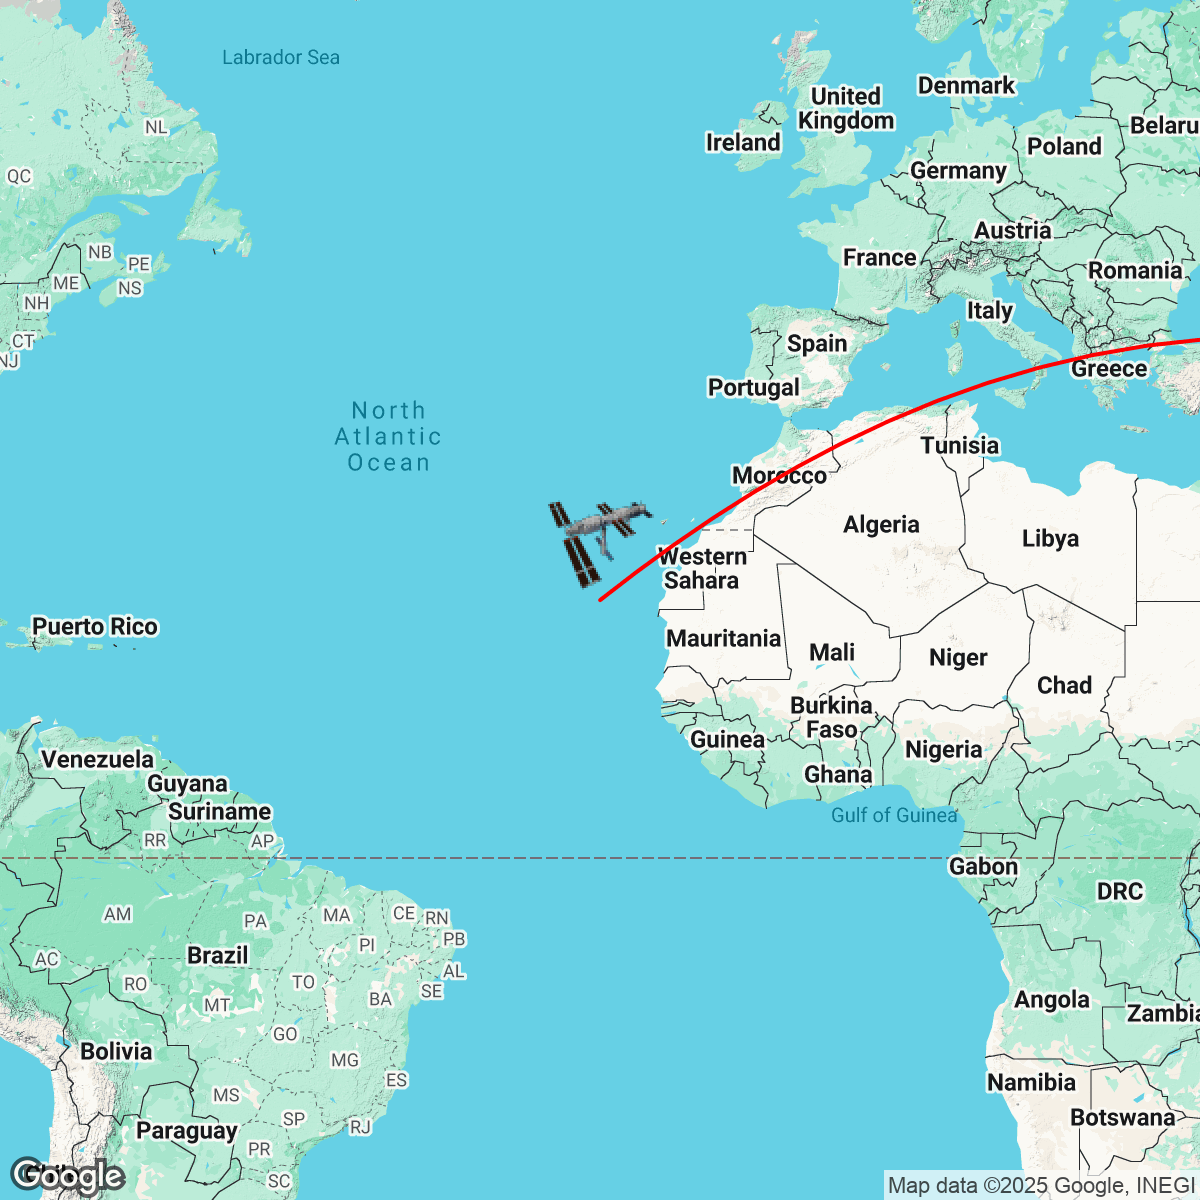 Labrador Sea
Denmark
United
Kingdom
NL
Belaru
Ireland
Poland
Germany
QC
Austria
NB
France
PE
Romania
ME
NS
NH
Italy
CT
Spain
NJ
Greece
Portugal
North
Atlantic
Ocean
Tunisia
Morocco
Algeria
Libya
Western
Sahara
Puerto Rico
Mauritania
Mali
Niger
Chad
Burkina
Faso
Guinea
Nigeria
Venezuela
Ghana
Guyana
Suriname
Gulf of Guinea
RR
AP
Gabon
DRC
AM
PA
MA
CE
RN
PB
PI
Brazil
AC
AL
TO
RO
SE
BA
MT
Angola
Zambia
GO
Bolivia
MG
ES
Namibia
MS
SP
Botswana
Paraguay
RJ
PR
Google
SC
Map data ©2025 Google, INEGI